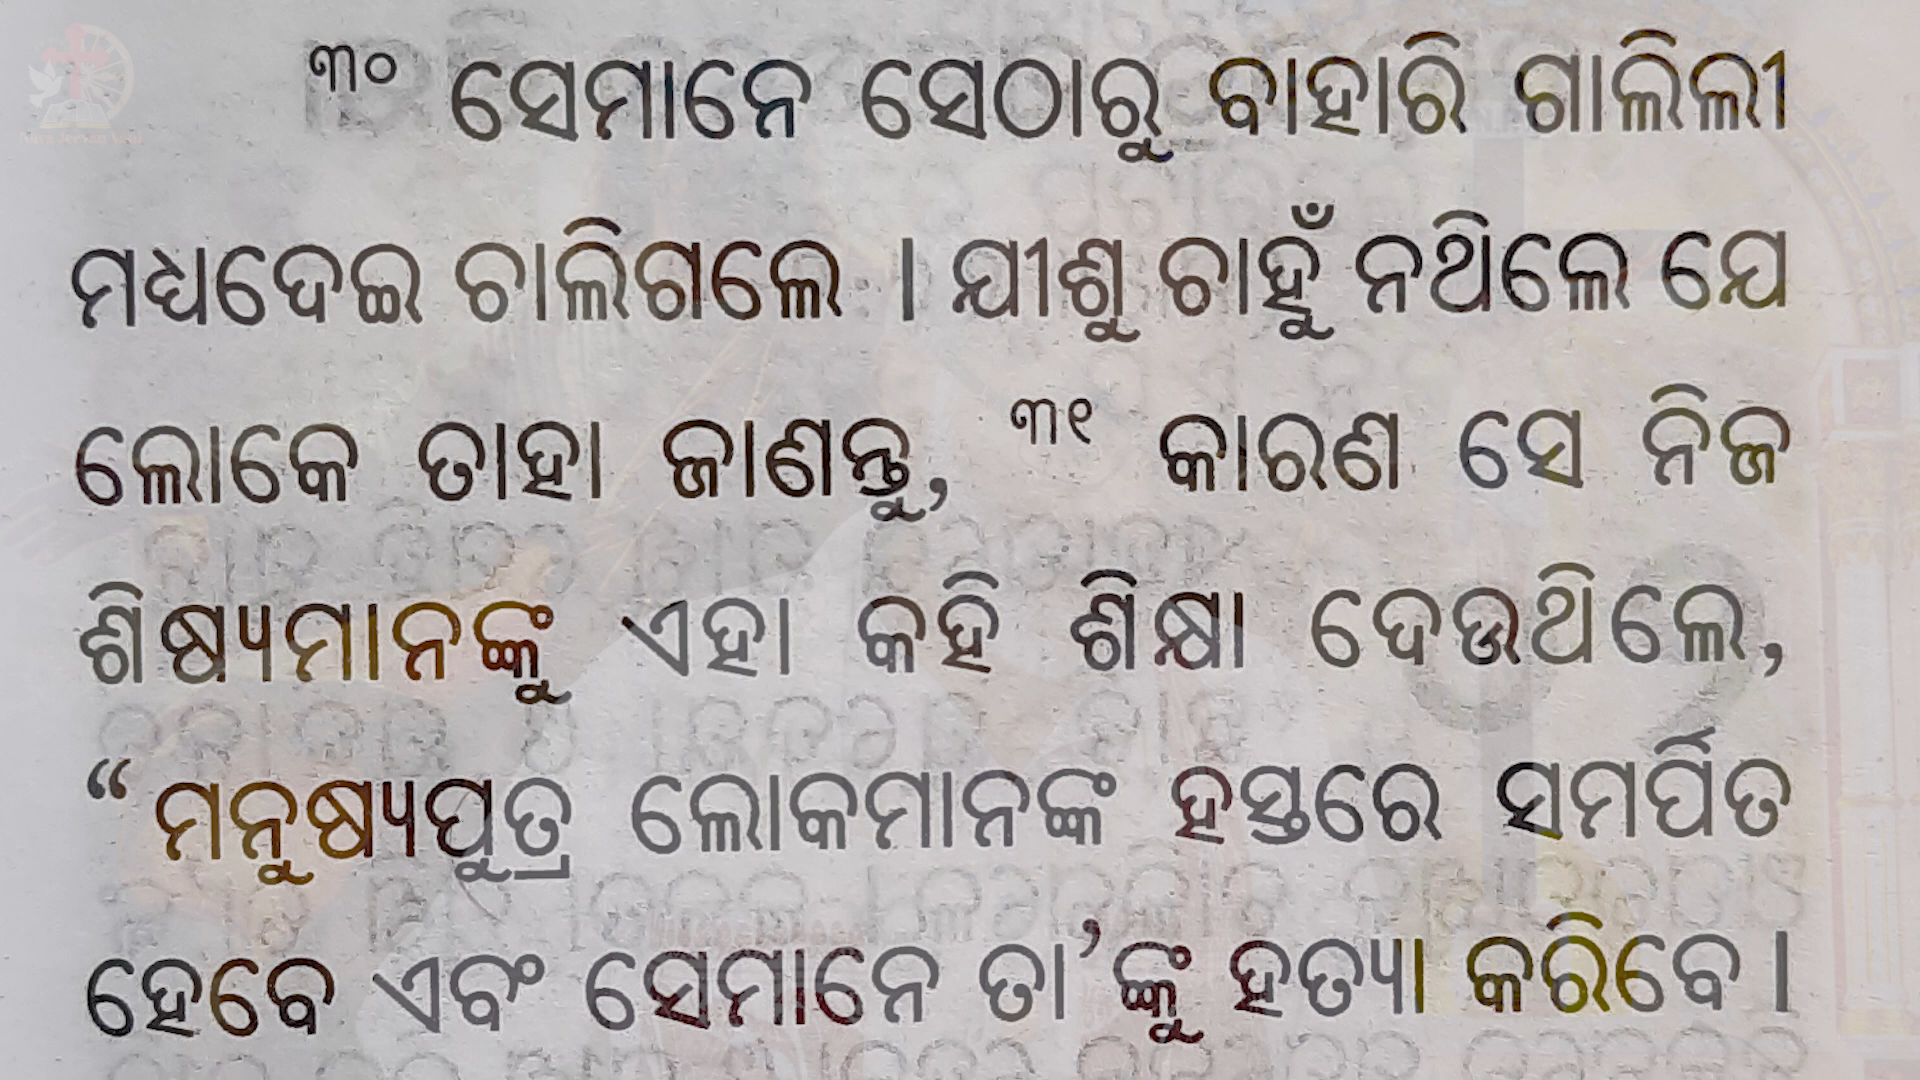 ୩୦ ସେମାନେ ସେଠାରୁ ବାହାରି ଗାଲିଲୀ
ମଧ୍ୟଦେଇ ଚାଲିଗଲେ । ଯୀଶୁ ଚାହୁଁ ନଥିଲେ ଯେ
ଲୋକେ ତାହା ଜାଣନ୍ତୁ, ୩୧ କାରଣ ସେ ନିଜ
ଶିଷ୍ୟମାନଙ୍କୁ ଏହା କହି ଶିକ୍ଷା ଦେଉଥିଲେ,
“ ମନୁଷ୍ୟପୁତ୍ର ଲୋକମାନଙ୍କ ହସ୍ତରେ ସମର୍ପିତ
ହେବେ ଏବଂ ସେମାନେ ତା’ଙ୍କୁ ହତ୍ୟା କରିବେ ।